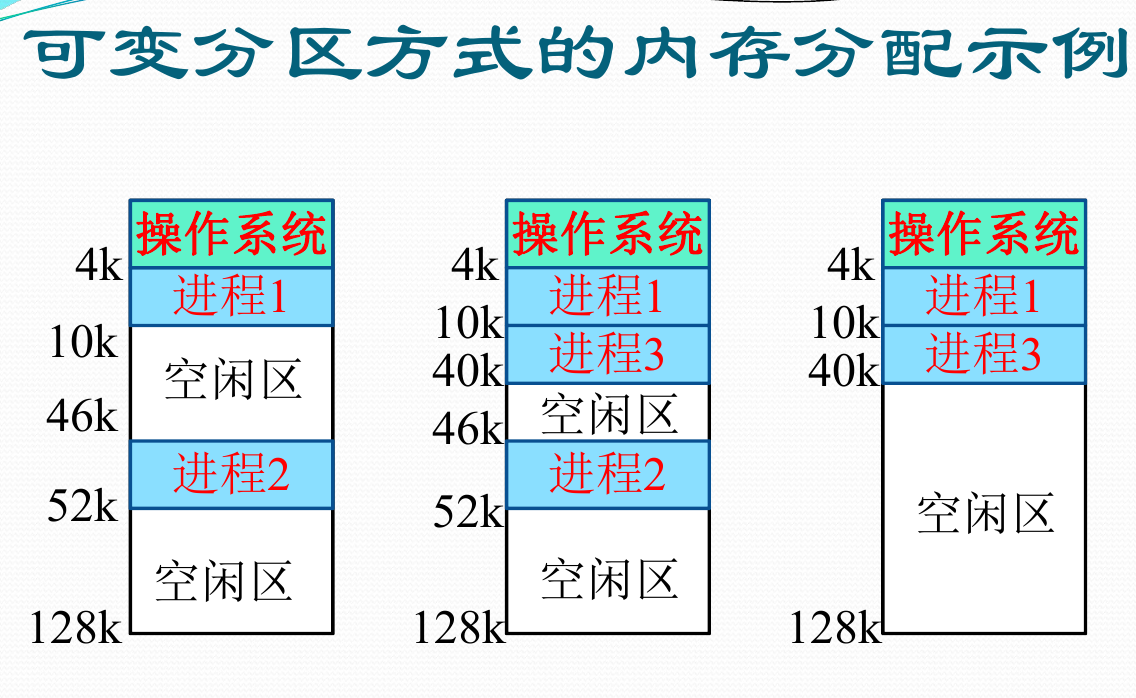 可变分区方式的内存分配示例
操作系统
4k
进程1
10k
空闲区
46k
进程2
52k
空闲区
128k
操作系统
4k
进程1
10k
进程3
40k
空闲区
46k
进程2
52k
空闲区
128k
操作系统
4k
进程1
10k
进程3
40k
空闲区
128k